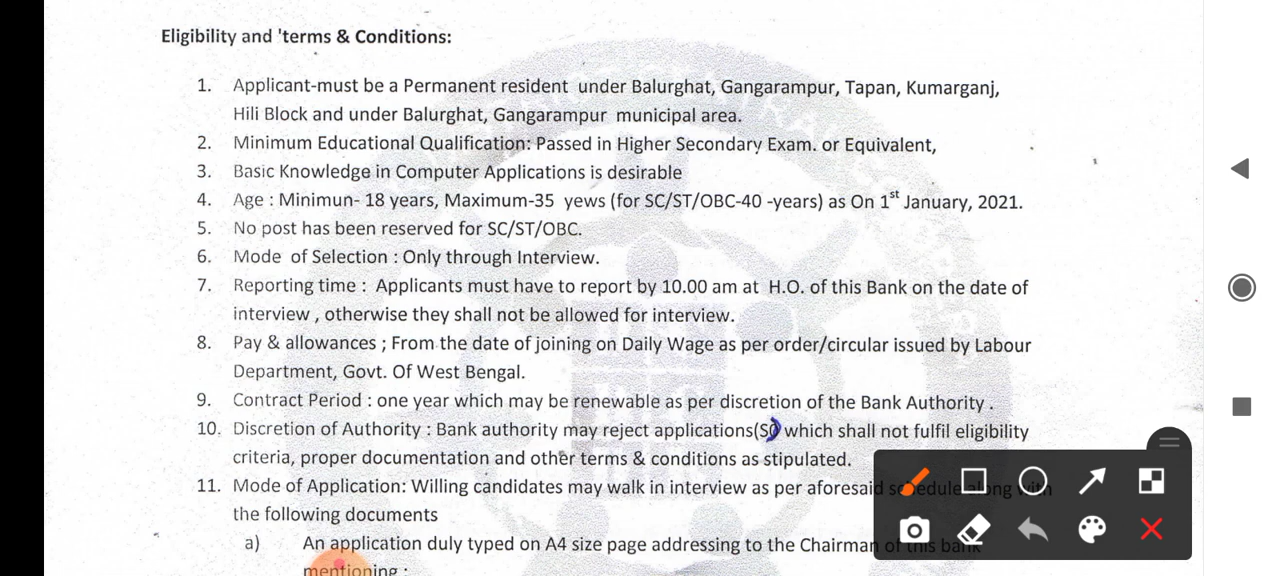 Eligibility and 'terms & Conditions:
1. Applicant-must be a Permanent resident under Balurghat, Gangarampur, Tapan, Kumarganj,
Hili Block and under Balurghat, Gangarampur municipal area.
2. Minimum Educational Qualification: Passed in Higher Secondary Exam. or Equivalent,
3. Basic Knowledge in Computer Applications is desirable
4. Age : Minimun- 18 years, Maximum-35 yews (for SC/ST/OBC-40 -years) as On 1st January, 2021.
5. No post has been reserved for SC/ST/OBC.
6. Mode of Selection : Only through Interview.
7. Reporting time : Applicants must have to report by 10.00 am at H.O. of this Bank on the date of
interview , otherwise they shall not be allowed for interview.
8. Pay & allowances ; From the date of joining on Daily Wage as per order/circular issued by Labour
Department, Govt. Of West Bengal.
9. Contract Period : one year which may be renewable as per discretion of the Bank Authority .
10. Discretion of Authority : Bank authority may reject applications(S) which shall not fulfil eligibility
criteria, proper documentation and other terms & conditions as stipulated.
11. Mode of Application: Willing candidates may walk in interview as per aforesaid schedule along with
the following documents
a) An application duly typed on A4 size page addressing to the Chairman of this bank
mentioning :